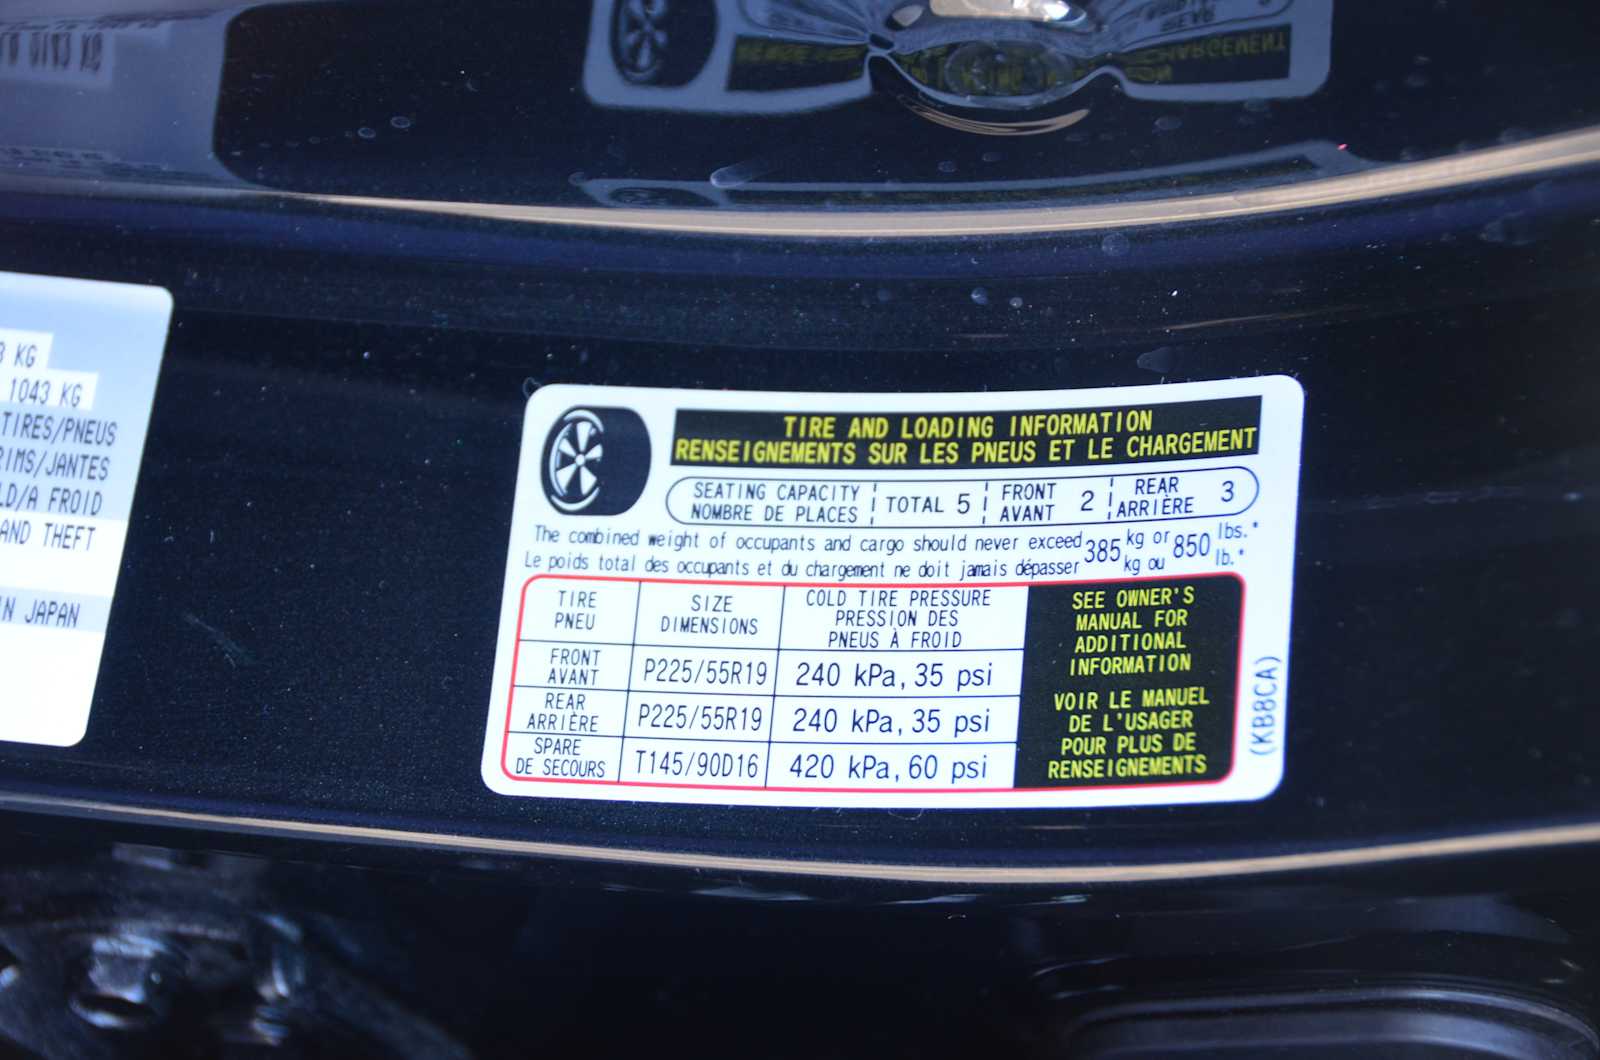 KG
1043 KG
TIRES/PNEUS
RIMS/JANTES
LD/A FROID
AND THEFT
IN JAPAN
TIRE AND LOADING INFORMATION
RENSEIGNEMENTS SUR LES PNEUS ET LE CHARGEMENT
SEATING CAPACITY
NOMBRE DE PLACES
TOTAL 5
FRONT
AVANT
2
REAR
ARRIÈRE
3
The combined weight of occupants and cargo should never exceed 385 kg or 850 lbs.*
Le poids total des occupants et du chargement ne doit jamais dépasser kg ou lb.*
TIRE
PNEU
SIZE
DIMENSIONS
COLD TIRE PRESSURE
PRESSION DES
PNEUS À FROID
FRONT
AVANT
P225/55R19
240 kPa, 35 psi
REAR
ARRIÈRE
P225/55R19
240 kPa, 35 psi
SPARE
DE SECOURS
T145/90D16
420 kPa, 60 psi
SEE OWNER'S
MANUAL FOR
ADDITIONAL
INFORMATION
VOIR LE MANUEL
DE L'USAGER
POUR PLUS DE
RENSEIGNEMENTS
(KB8CA)